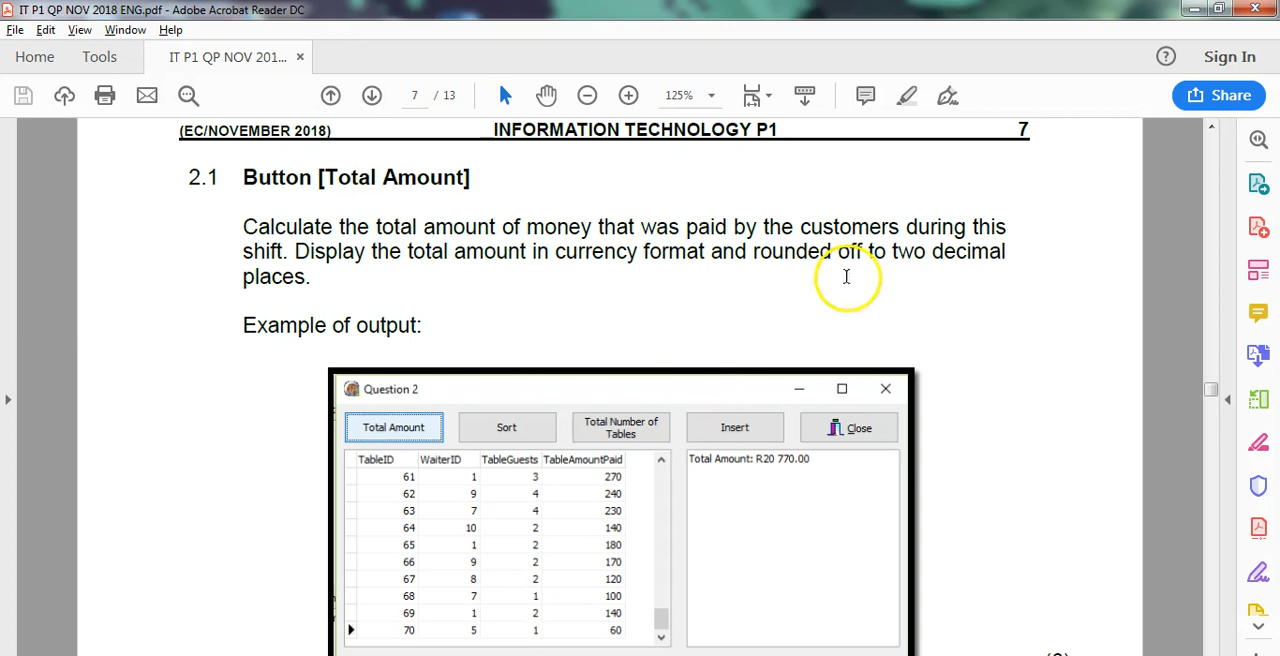 IT P1 QP NOV 2018 ENG.pdf - Adobe Acrobat Reader DC
File Edit View Window Help
Home Tools IT P1 QP NOV 201... × Sign In
7 / 13 125% Share
(EC/NOVEMBER 2018) INFORMATION TECHNOLOGY P1 7
2.1 Button [Total Amount]
Calculate the total amount of money that was paid by the customers during this
shift. Display the total amount in currency format and rounded off to two decimal
places.
Example of output:
Question 2
Total Amount Sort Total Number of Tables Insert Close
TableID WaiterID TableGuests TableAmountPaid
61 1 3 270
62 9 4 240
63 7 4 230
64 10 2 140
65 1 2 180
66 9 2 170
67 8 2 120
68 7 1 100
69 1 2 140
70 5 1 60
Total Amount: R20 770.00